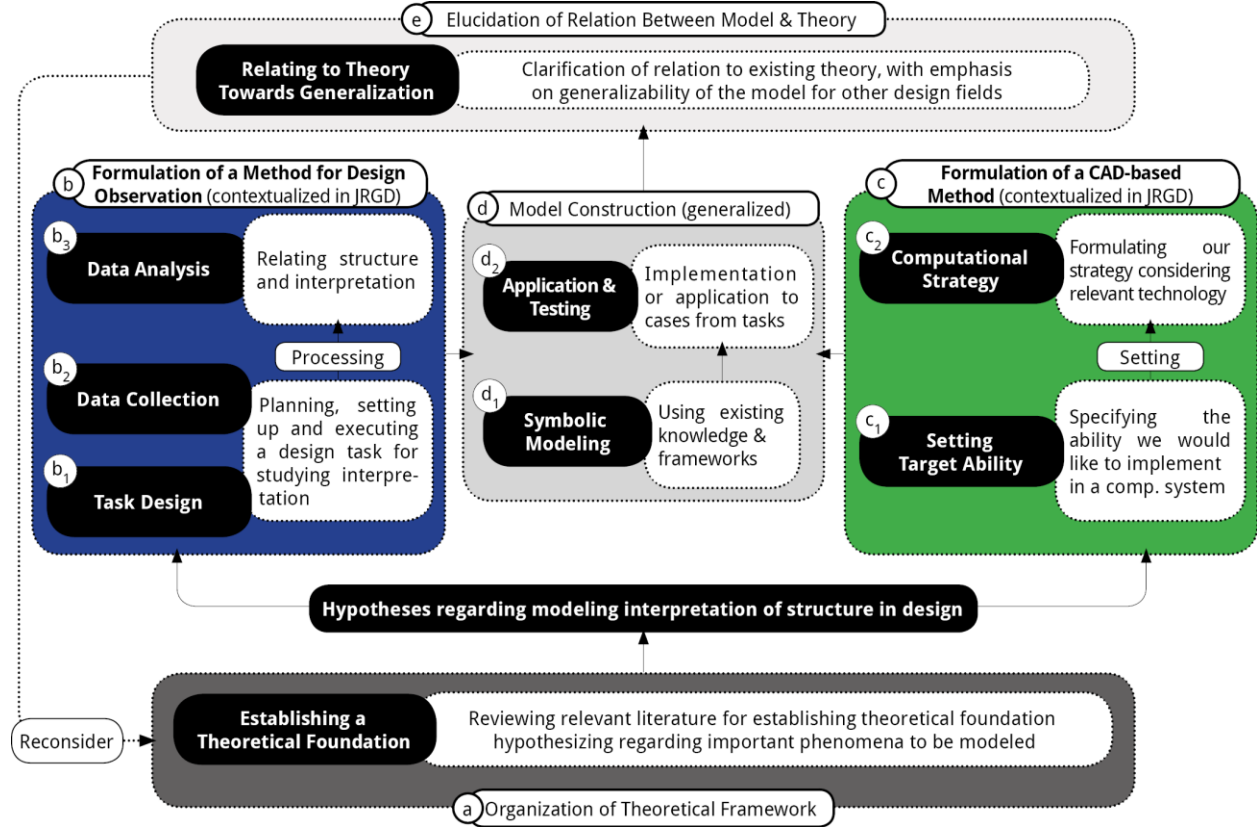 e Elucidation of Relation Between Model & Theory
Relating to Theory
Towards Generalization
Clarification of relation to existing theory, with emphasis
on generalizability of the model for other design fields
b
Formulation of a Method for Design
Observation (contextualized in JRGD)
b3
Data Analysis
Relating structure
and interpretation
Processing
b2
Data Collection
b1
Task Design
Planning, setting
up and executing
a design task for
studying interpre-
tation
d Model Construction (generalized)
d2
Application &
Testing
Implementation
or application to
cases from tasks
d1
Symbolic
Modeling
Using existing
knowledge &
frameworks
c
Formulation of a CAD-based
Method (contextualized in JRGD)
c2
Computational
Strategy
Formulating our
strategy considering
relevant technology
Setting
c1
Setting
Target Ability
Specifying the
ability we would
like to implement
in a comp. system
Hypotheses regarding modeling interpretation of structure in design
Reconsider
Establishing a
Theoretical Foundation
Reviewing relevant literature for establishing theoretical foundation
hypothesizing regarding important phenomena to be modeled
a Organization of Theoretical Framework